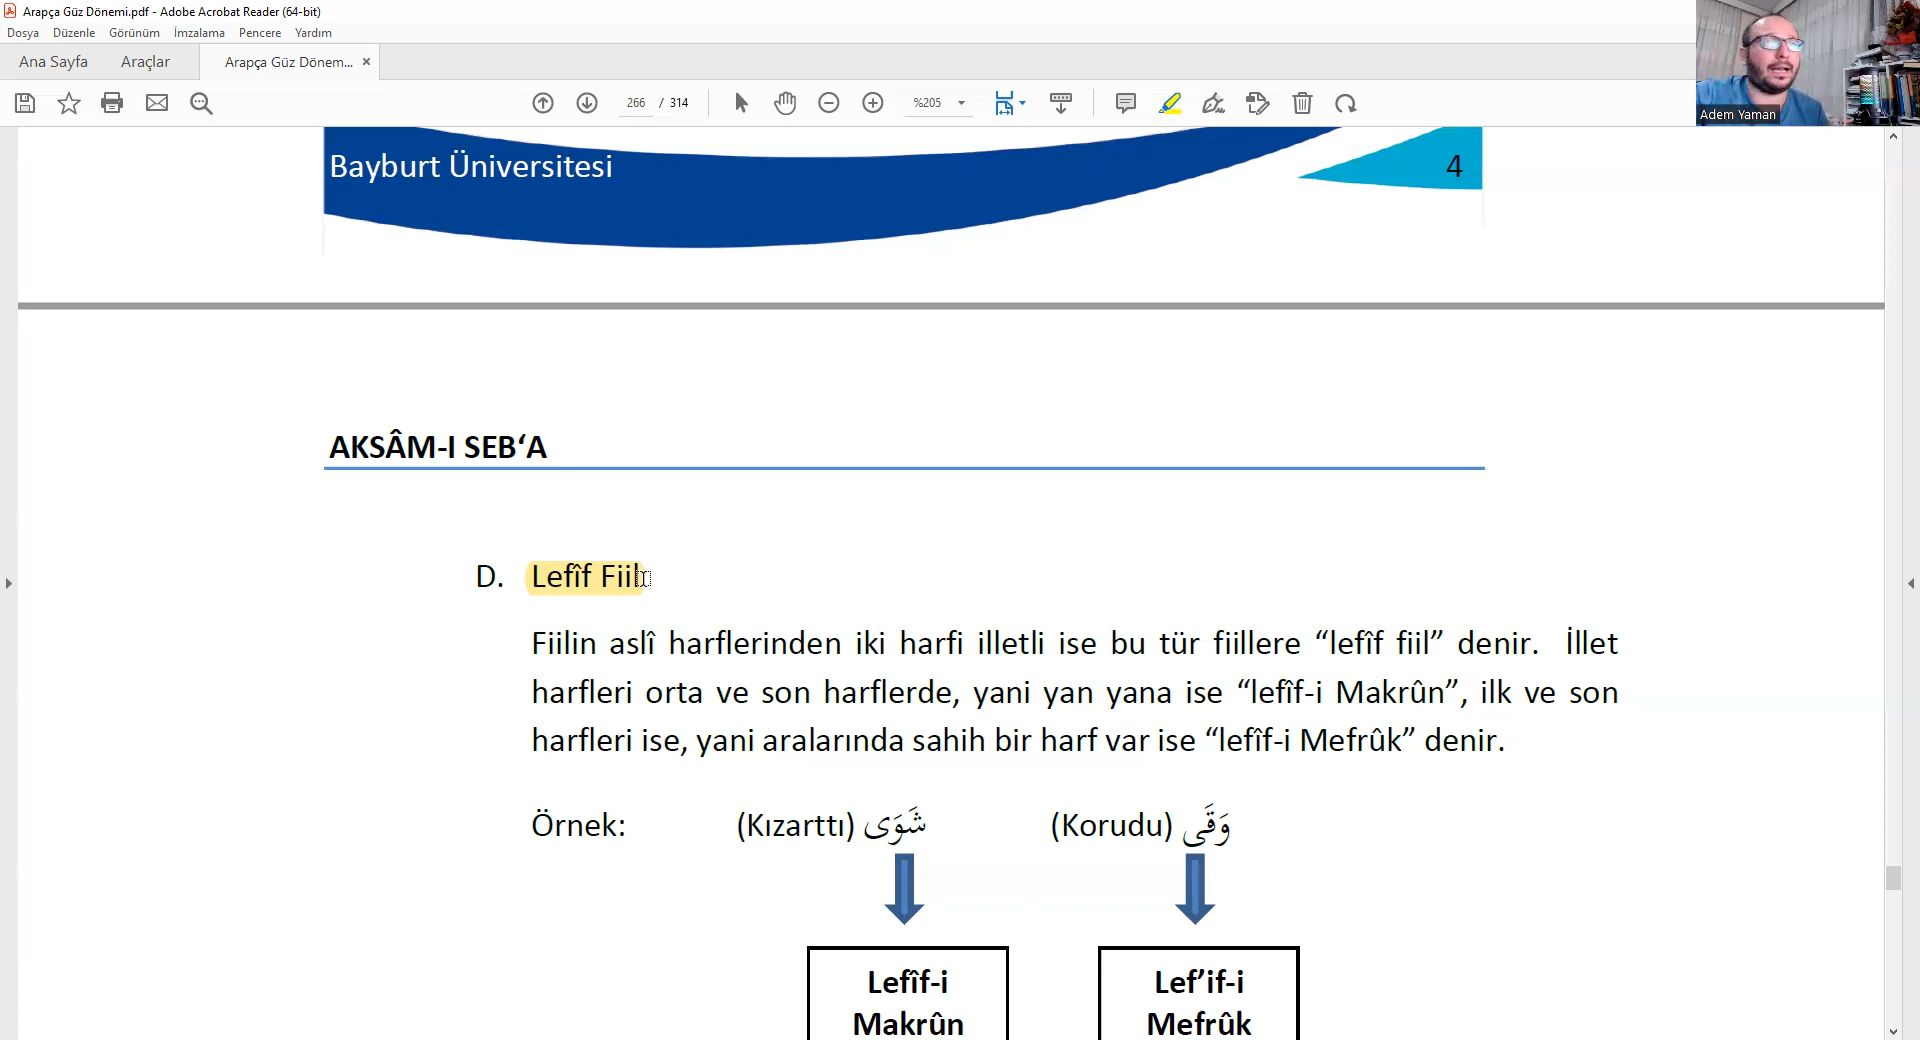 Arapça Güz Dönemi.pdf - Adobe Acrobat Reader (64-bit)
Dosya Düzenle Görünüm İmzalama Pencere Yardım
Ana Sayfa Araçlar Arapça Güz Dönem... ×
266 / 314 %205
Adem Yaman
Bayburt Üniversitesi 4
AKSÂM-I SEB‘A
D. Lefîf Fiil
Fiilin aslî harflerinden iki harfi illetli ise bu tür fiillere “lefîf fiil” denir. İllet
harfleri orta ve son harflerde, yani yan yana ise “lefîf-i Makrûn”, ilk ve son
harfleri ise, yani aralarında sahih bir harf var ise “lefîf-i Mefrûk” denir.
Örnek: (Kızarttı) شَوَى (Korudu) وَقَى
Lefîf-i Lef’if-i
Makrûn Mefrûk